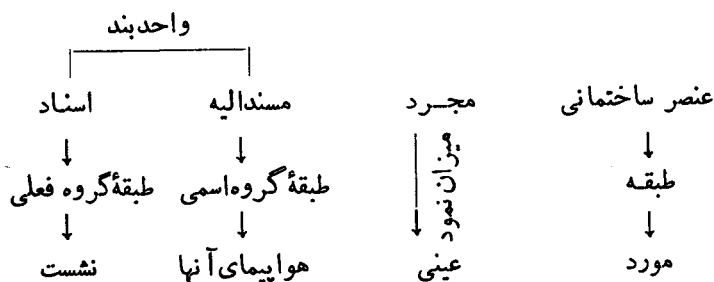 واحدبند
عنصر ساختمانی مجرد مسندالیه اسناد
طبقه میزان نمود طبقهٔ گروه اسمی طبقهٔ گروه فعلی
مورد عینی هواپیمای آنها نشست